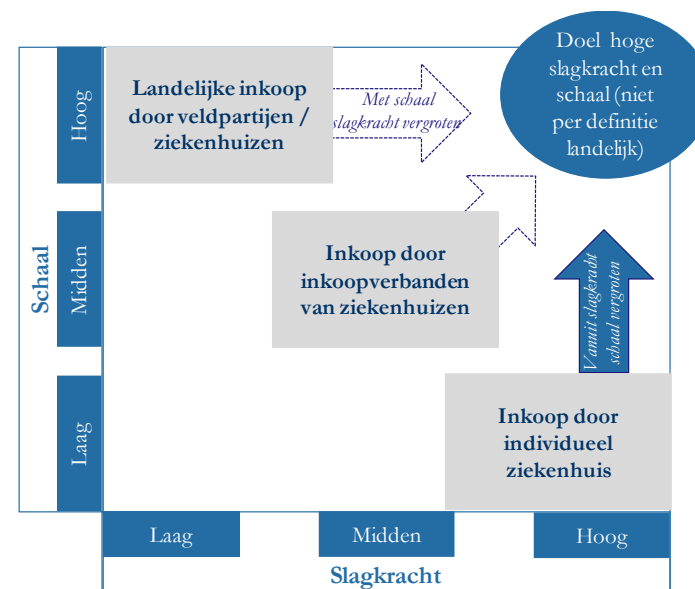 Doel hoge
slagkracht en
schaal (niet
per definitie
landelijk)
Landelijke inkoop
door veldpartijen /
ziekenhuizen
Met schaal
slagkracht vergroten
Hoog
Inkoop door
inkoopverbanden
van ziekenhuizen
Midden
Schaal
Vanuit slagkracht
schaal vergroten
Inkoop door
individueel
ziekenhuis
Laag
Laag
Midden
Hoog
Slagkracht